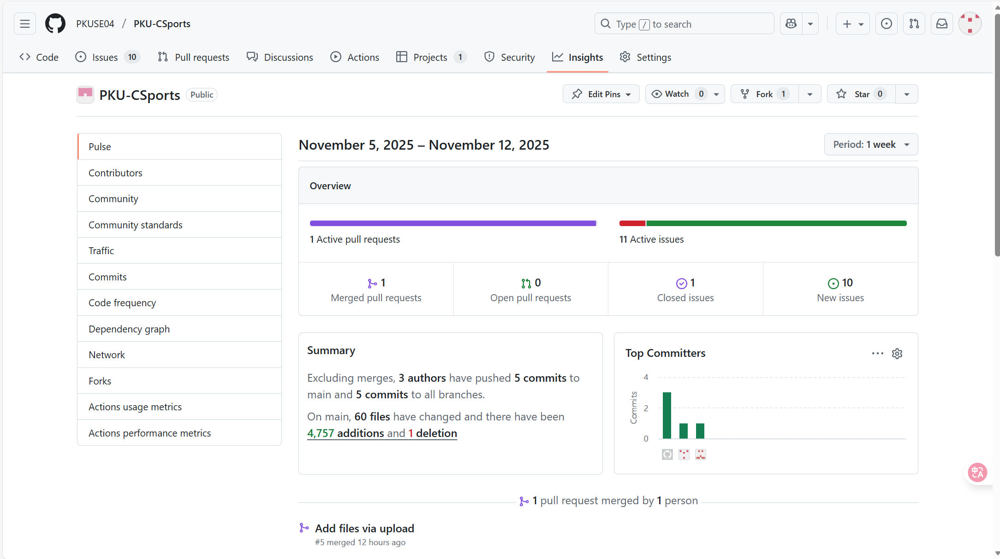 PKUSE04 / PKU-CSports
Type / to search
Code
Issues 10
Pull requests
Discussions
Actions
Projects 1
Security
Insights
Settings
PKU-CSports Public
Edit Pins
Watch 0
Fork 1
Star 0
Pulse
Contributors
Community
Community standards
Traffic
Commits
Code frequency
Dependency graph
Network
Forks
Actions usage metrics
Actions performance metrics
November 5, 2025 – November 12, 2025
Period: 1 week
Overview
1 Active pull requests
11 Active issues
1
Merged pull requests
0
Open pull requests
1
Closed issues
10
New issues
Summary
Excluding merges, 3 authors have pushed 5 commits to
main and 5 commits to all branches.
On main, 60 files have changed and there have been
4,757 additions and 1 deletion
Top Committers
Commits
4
2
0
中A
1 pull request merged by 1 person
Add files via upload
#5 merged 12 hours ago